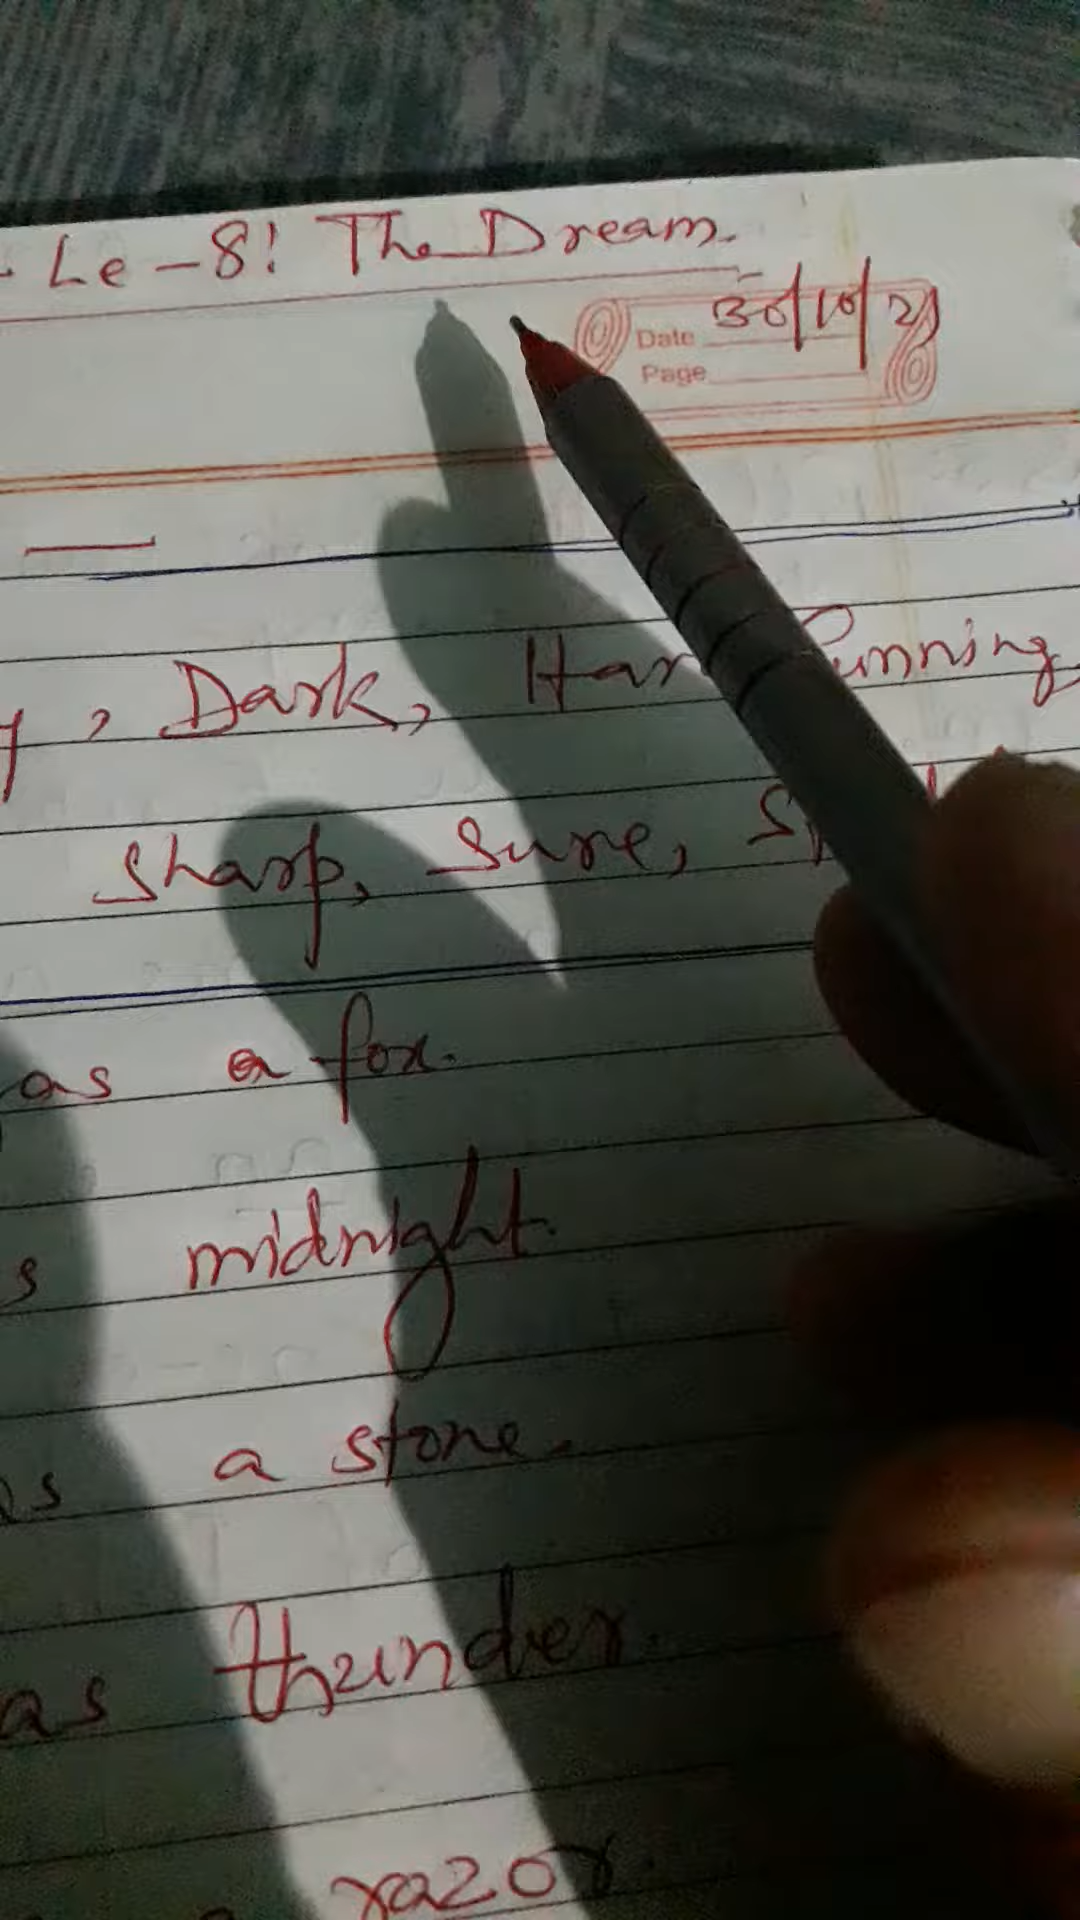 Le-8! The Dream.
Date 30/10/21
Page
, Dark, Har unning,
Sharp, Sure,
as a fox.
s midnight.
as a stone.
as thunder.
razor